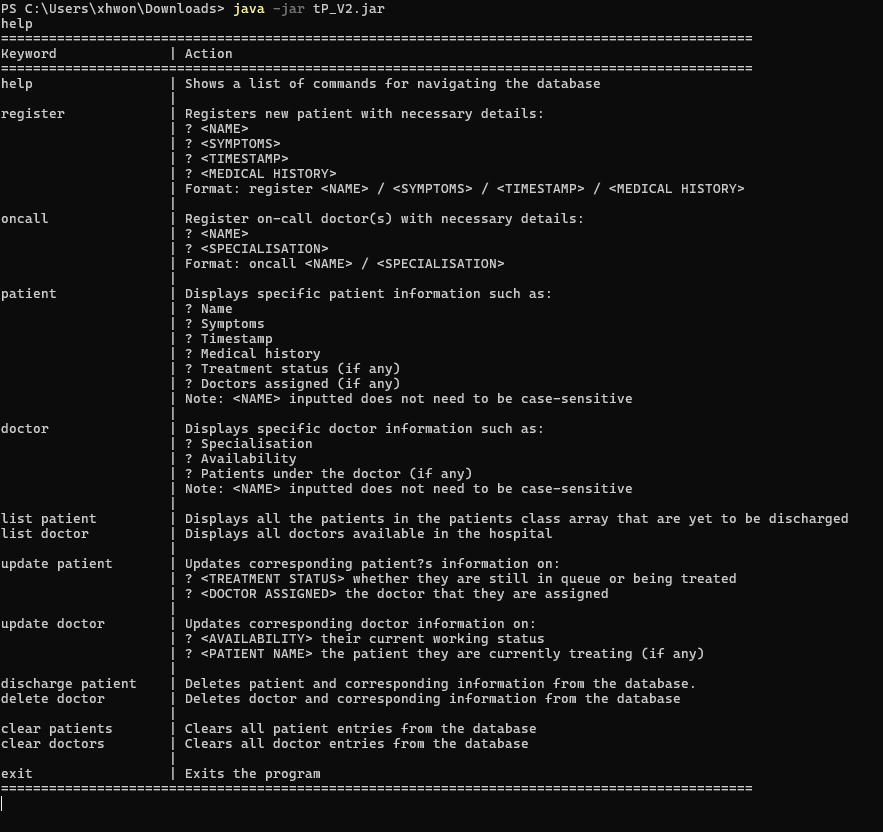 PS C:\Users\xhwon\Downloads> java -jar tP_V2.jar
help
==============================================================================================
Keyword              | Action
==============================================================================================
help                 | Shows a list of commands for navigating the database
                     |
register             | Registers new patient with necessary details:
                     | ? <NAME>
                     | ? <SYMPTOMS>
                     | ? <TIMESTAMP>
                     | ? <MEDICAL HISTORY>
                     | Format: register <NAME> / <SYMPTOMS> / <TIMESTAMP> / <MEDICAL HISTORY>
                     |
oncall               | Register on-call doctor(s) with necessary details:
                     | ? <NAME>
                     | ? <SPECIALISATION>
                     | Format: oncall <NAME> / <SPECIALISATION>
                     |
patient              | Displays specific patient information such as:
                     | ? Name
                     | ? Symptoms
                     | ? Timestamp
                     | ? Medical history
                     | ? Treatment status (if any)
                     | ? Doctors assigned (if any)
                     | Note: <NAME> inputted does not need to be case-sensitive
                     |
doctor               | Displays specific doctor information such as:
                     | ? Specialisation
                     | ? Availability
                     | ? Patients under the doctor (if any)
                     | Note: <NAME> inputted does not need to be case-sensitive
                     |
list patient         | Displays all the patients in the patients class array that are yet to be discharged
list doctor          | Displays all doctors available in the hospital
                     |
update patient       | Updates corresponding patient?s information on:
                     | ? <TREATMENT STATUS> whether they are still in queue or being treated
                     | ? <DOCTOR ASSIGNED> the doctor that they are assigned
                     |
update doctor        | Updates corresponding doctor information on:
                     | ? <AVAILABILITY> their current working status
                     | ? <PATIENT NAME> the patient they are currently treating (if any)
                     |
discharge patient    | Deletes patient and corresponding information from the database.
delete doctor        | Deletes doctor and corresponding information from the database
                     |
clear patients       | Clears all patient entries from the database
clear doctors        | Clears all doctor entries from the database
                     |
exit                 | Exits the program
==============================================================================================